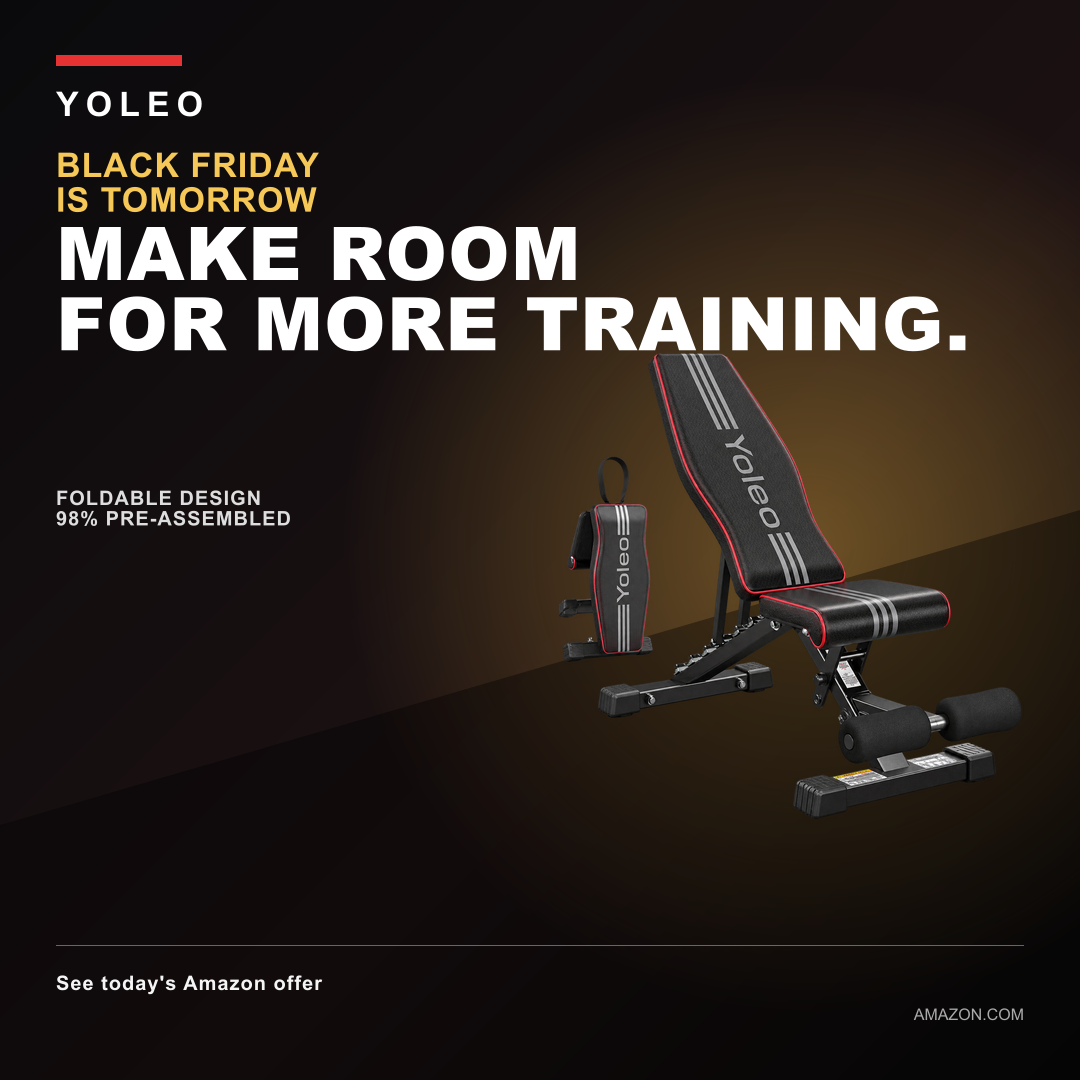 YOLEO
BLACK FRIDAY
IS TOMORROW
MAKE ROOM
FOR MORE TRAINING.
Yoleo
Yoleo
FOLDABLE DESIGN
98% PRE-ASSEMBLED
See today's Amazon offer
AMAZON.COM